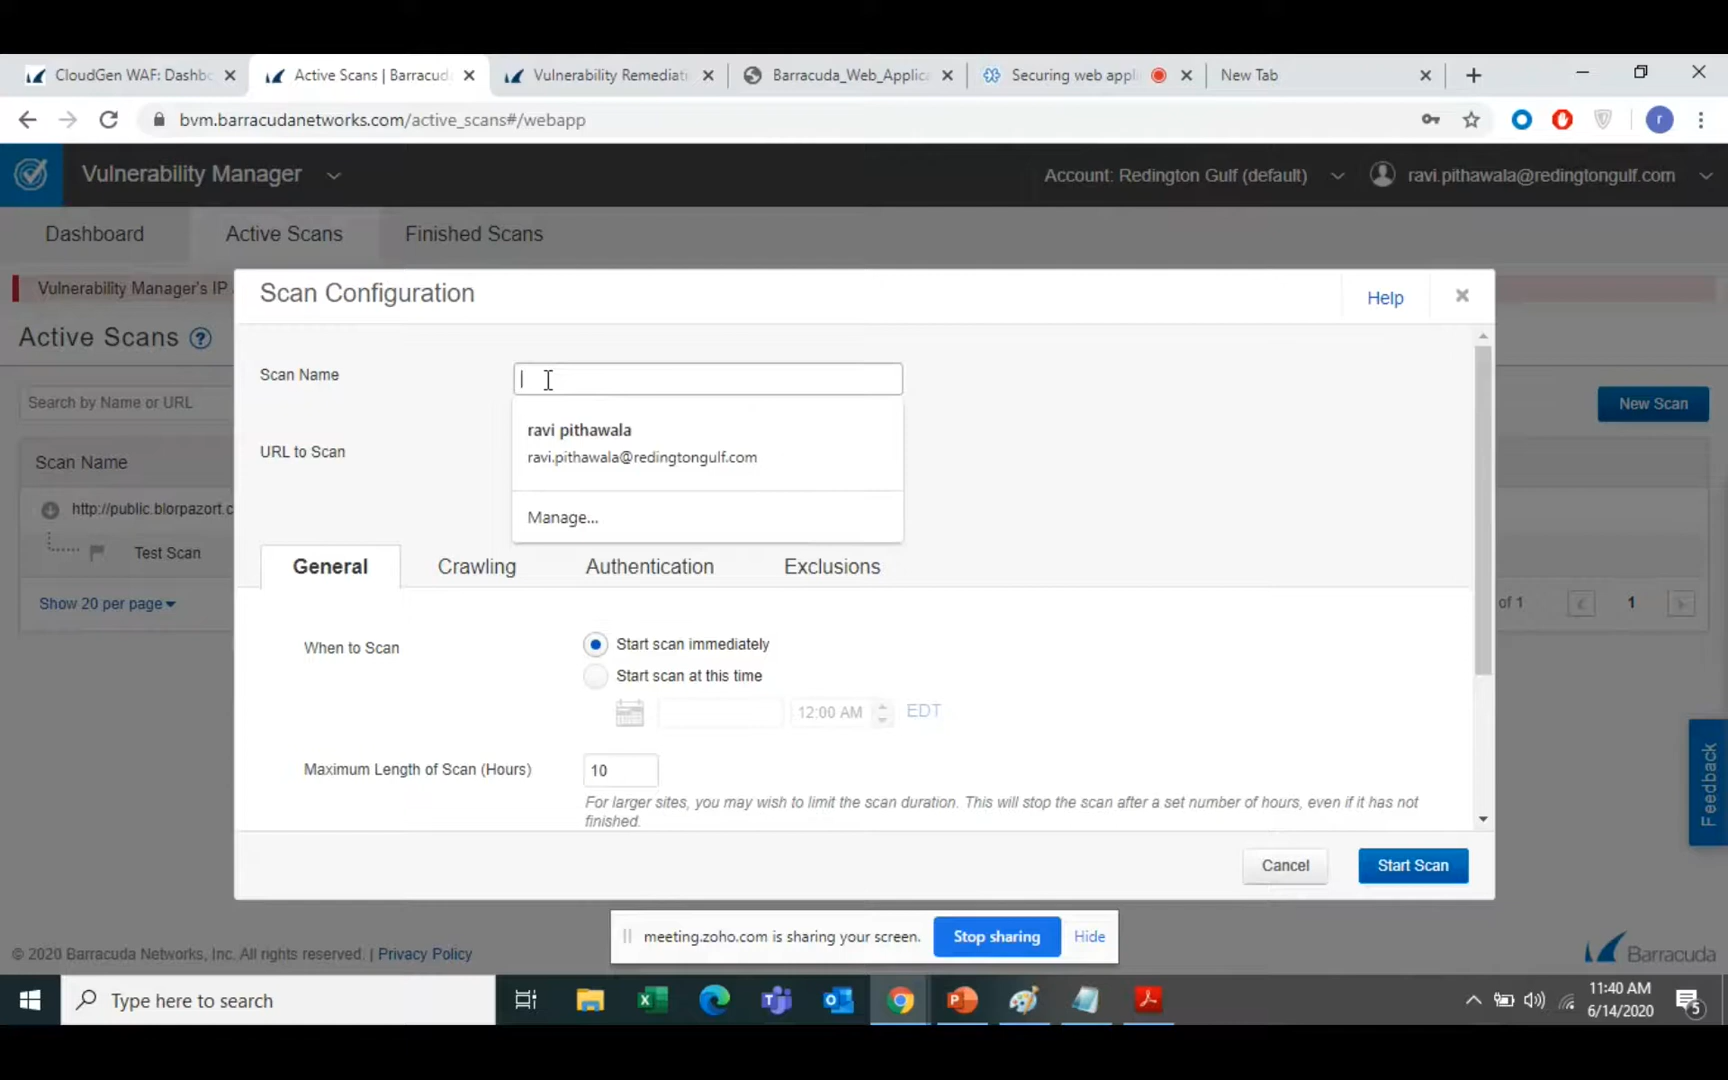 CloudGen WAF: Dashbo
Active Scans | Barracud
Vulnerability Remediati
Barracuda_Web_Applica
Securing web appl
New Tab
bvm.barracudanetworks.com/active_scans#/webapp
r
Vulnerability Manager
Account: Redington Gulf (default)
ravi.pithawala@redingtongulf.com
Dashboard
Active Scans
Finished Scans
Vulnerability Manager's IP
Active Scans ?
Search by Name or URL
New Scan
Scan Name
http://public.blorpazort.c
Test Scan
Show 20 per page
of 1
1
Scan Configuration
Help
Scan Name
ravi pithawala
ravi.pithawala@redingtongulf.com
Manage...
URL to Scan
General
Crawling
Authentication
Exclusions
When to Scan
Start scan immediately
Start scan at this time
12:00 AM
EDT
Maximum Length of Scan (Hours)
10
For larger sites, you may wish to limit the scan duration. This will stop the scan after a set number of hours, even if it has not
finished.
Cancel
Start Scan
Feedback
meeting.zoho.com is sharing your screen.
Stop sharing
Hide
© 2020 Barracuda Networks, Inc. All rights reserved. | Privacy Policy
Barracuda
Type here to search
11:40 AM
6/14/2020
5